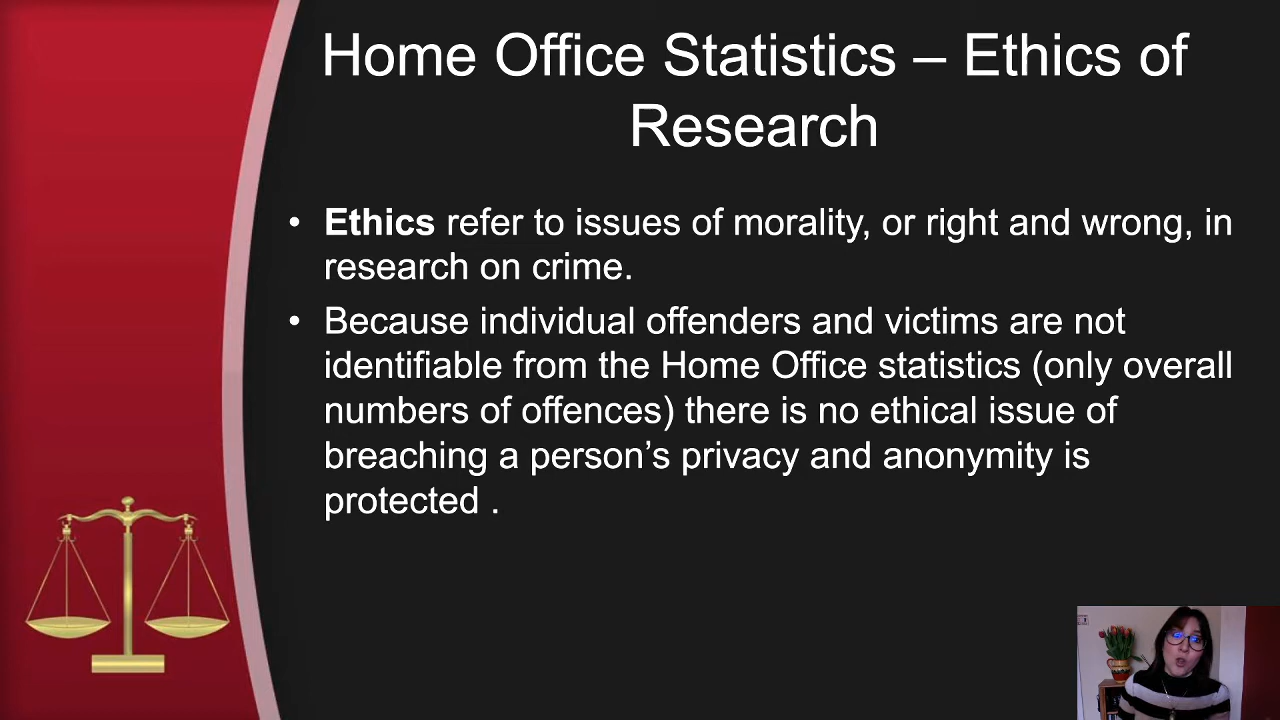 Home Office Statistics – Ethics of
Research
• Ethics refer to issues of morality, or right and wrong, in
research on crime.
• Because individual offenders and victims are not
identifiable from the Home Office statistics (only overall
numbers of offences) there is no ethical issue of
breaching a person’s privacy and anonymity is
protected .